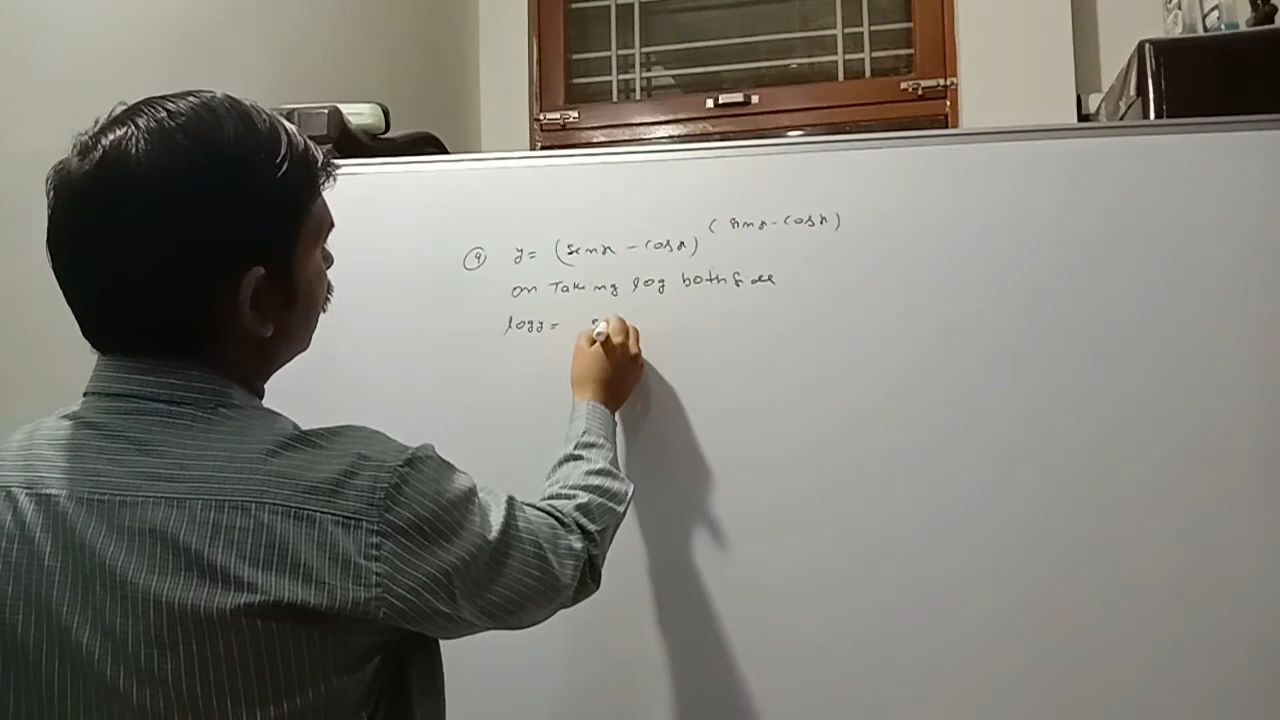 9 y = (sinx - cosx)^(sinx - cosx)
on Taking log both side
logy =